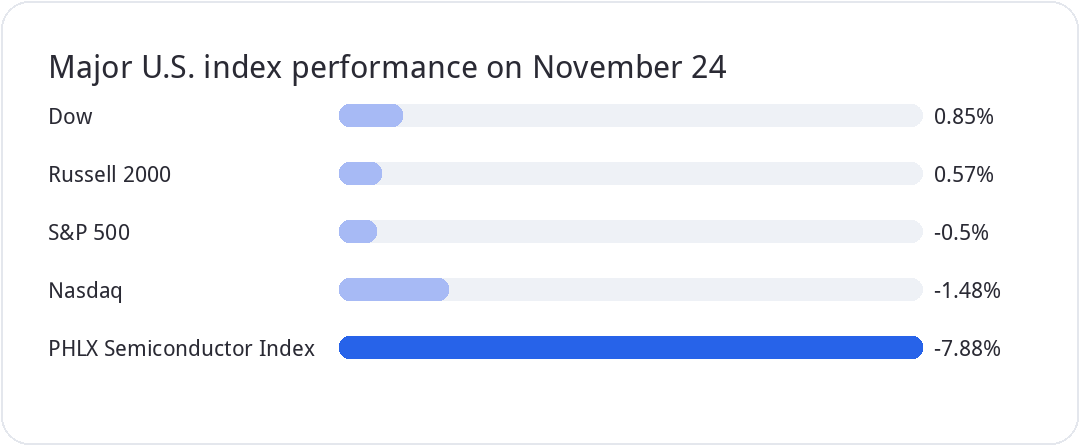 Major U.S. index performance on November 24
Dow 0.85%
Russell 2000 0.57%
S&P 500 -0.5%
Nasdaq -1.48%
PHLX Semiconductor Index -7.88%